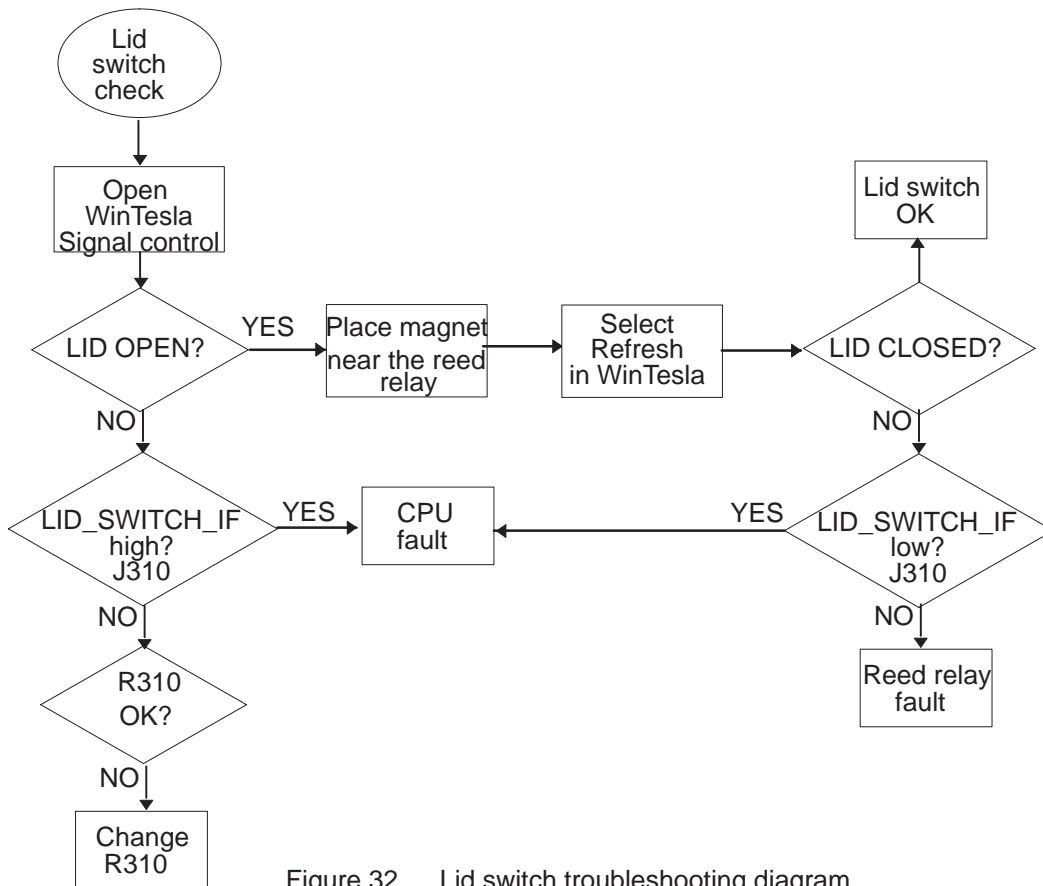 Lid
switch
check
Open
WinTesla
Signal control
LID OPEN?
YES
NO
Place magnet
near the reed
relay
Select
Refresh
in WinTesla
LID CLOSED?
Lid switch
OK
NO
LID_SWITCH_IF
high?
J310
YES
NO
CPU
fault
YES
LID_SWITCH_IF
low?
J310
NO
Reed relay
fault
R310
OK?
NO
Change
R310
Figure 32. Lid switch troubleshooting diagram